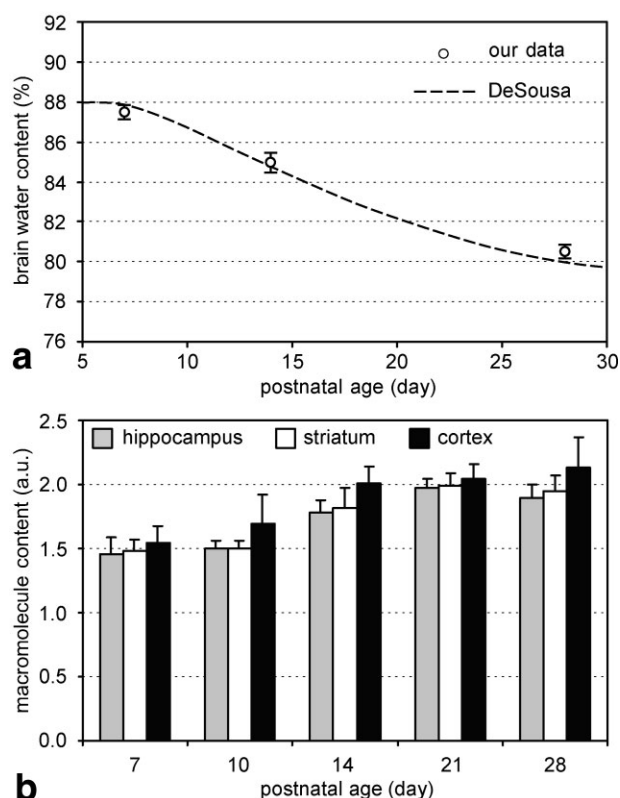 92
90
88
86
84
82
80
78
76
brain water content (%)
our data
DeSousa
5 10 15 20 25 30
postnatal age (day)
a
2.5
2.0
1.5
1.0
0.5
0.0
macromolecule content (a.u.)
hippocampus striatum cortex
7 10 14 21 28
postnatal age (day)
b